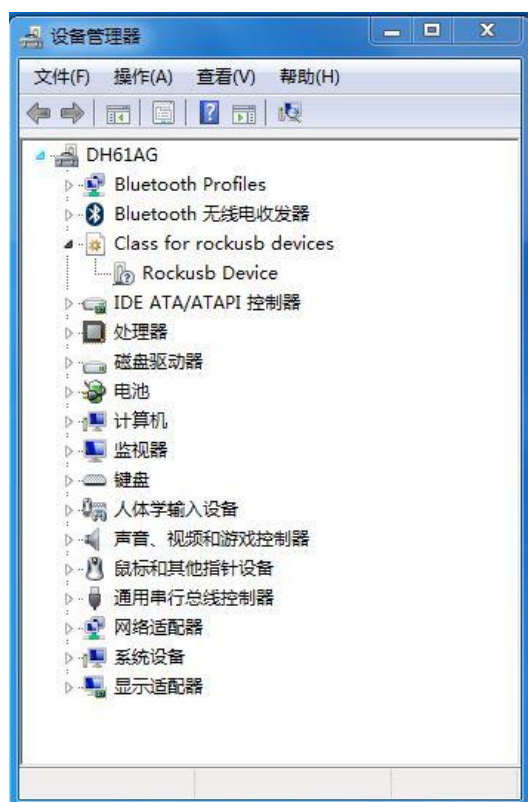 设备管理器
文件(F) 操作(A) 查看(V) 帮助(H)
DH61AG
Bluetooth Profiles
Bluetooth 无线电收发器
Class for rockusb devices
Rockusb Device
IDE ATA/ATAPI 控制器
处理器
磁盘驱动器
电池
计算机
监视器
键盘
人体学输入设备
声音、视频和游戏控制器
鼠标和其他指针设备
通用串行总线控制器
网络适配器
系统设备
显示适配器